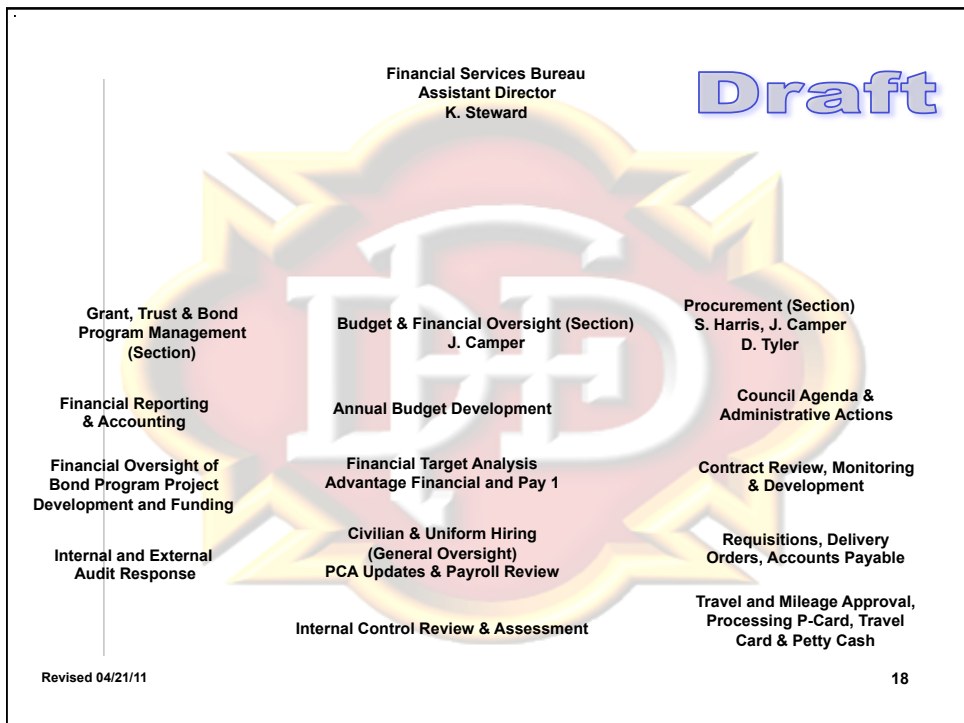 Financial Services Bureau
Assistant Director
K. Steward
Draft
Grant, Trust & Bond
Program Management
(Section)
Financial Reporting
& Accounting
Financial Oversight of
Bond Program Project
Development and Funding
Internal and External
Audit Response
Budget & Financial Oversight (Section)
J. Camper
Annual Budget Development
Financial Target Analysis
Advantage Financial and Pay 1
Civilian & Uniform Hiring
(General Oversight)
PCA Updates & Payroll Review
Internal Control Review & Assessment
Procurement (Section)
S. Harris, J. Camper
D. Tyler
Council Agenda &
Administrative Actions
Contract Review, Monitoring
& Development
Requisitions, Delivery
Orders, Accounts Payable
Travel and Mileage Approval,
Processing P-Card, Travel
Card & Petty Cash
DFD
Revised 04/21/11
18